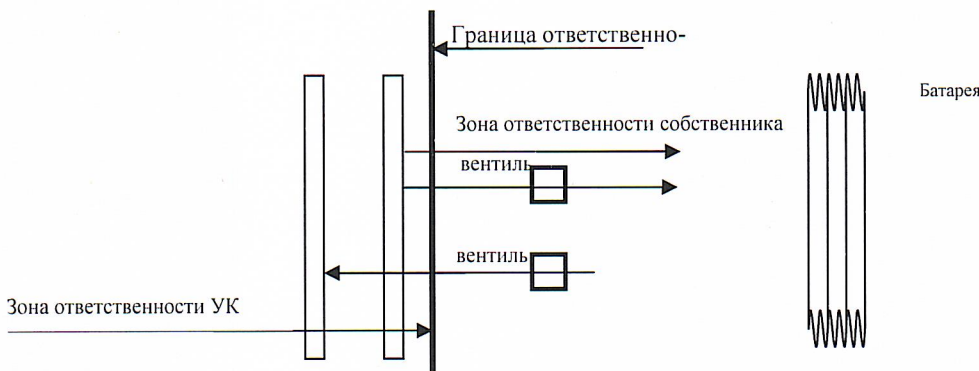 Граница ответственно-
Батарея
Зона ответственности собственника
вентиль
вентиль
Зона ответственности УК